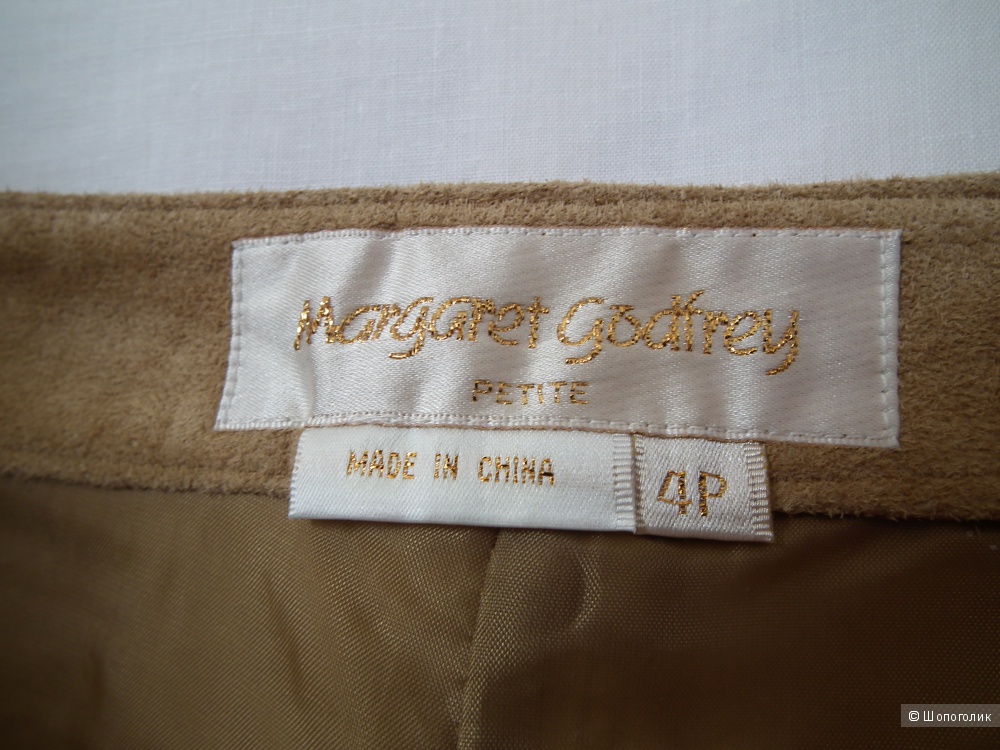 Margaret Godfrey
PETITE
MADE IN CHINA
4P
© Шопоголик